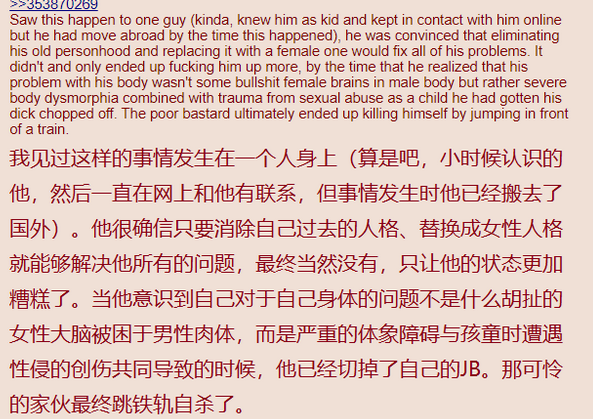 >>353870269
Saw this happen to one guy (kinda, knew him as kid and kept in contact with him online
but he had move abroad by the time this happened), he was convinced that eliminating
his old personhood and replacing it with a female one would fix all of his problems. It
didn't and only ended up fucking him up more, by the time that he realized that his
problem with his body wasn't some bullshit female brains in male body but rather severe
body dysmorphia combined with trauma from sexual abuse as a child he had gotten his
dick chopped off. The poor bastard ultimately ended up killing himself by jumping in front
of a train.
我见过这样的事情发生在一个人身上（算是吧，小时候认识的
他，然后一直在网上和他有联系，但事情发生时他已经搬去了
国外）。他很确信只要消除自己过去的人格、替换成女性人格
就能够解决他所有的问题，最终当然没有，只让他的状态更加
糟糕了。当他意识到自己对于自己身体的问题不是什么胡扯的
女性大脑被困于男性肉体，而是严重的体象障碍与孩童时遭遇
性侵的创伤共同导致的时候，他已经切掉了自己的JB。那可怜
的家伙最终跳铁轨自杀了。